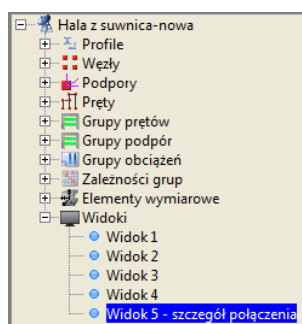 Hala z suwnica-nowa
Profile
Węzły
Podpory
Pręty
Grupy prętów
Grupy podpór
Grupy obciążeń
Zależności grup
Elementy wymiarowe
Widoki
Widok 1
Widok 2
Widok 3
Widok 4
Widok 5 - szczegół połączenia